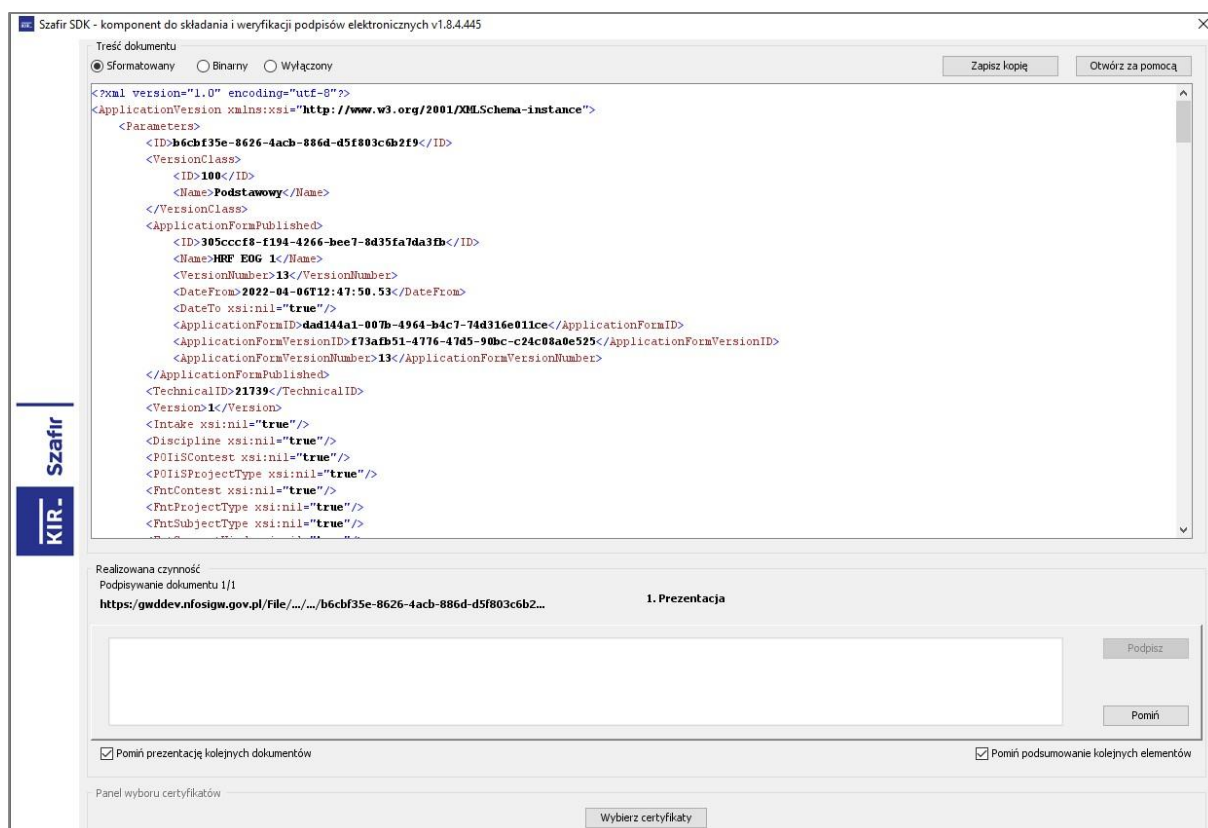 Szafir SDK - komponent do składania i weryfikacji podpisów elektronicznych v1.8.4.445
Treść dokumentu
Sformatowany Binarny Wyłączony Zapisz kopię Otwórz za pomocą
<?xml version="1.0" encoding="utf-8"?>
<ApplicationVersion xmlns:xsi="http://www.w3.org/2001/XMLSchema-instance">
<Parameters>
<ID>b6cbf35e-8626-4acb-886d-d5f803c6b2f9</ID>
<VersionClass>
<ID>100</ID>
<Name>Podstawowy</Name>
</VersionClass>
<ApplicationFormPublished>
<ID>305cccf8-f194-4266-bee7-8d35fa7da3fb</ID>
<Name>HRF EOG 1</Name>
<VersionNumber>13</VersionNumber>
<DateFrom>2022-04-06T12:47:50.53</DateFrom>
<DateTo xsi:nil="true"/>
<ApplicationFormID>dad144a1-007b-4964-b4c7-74d316e011ce</ApplicationFormID>
<ApplicationFormVersionID>f73afb51-4776-47d5-90bc-c24c08a0e525</ApplicationFormVersionID>
<ApplicationFormVersionNumber>13</ApplicationFormVersionNumber>
</ApplicationFormPublished>
<TechnicalID>21739</TechnicalID>
<Version>1</Version>
<Intake xsi:nil="true"/>
<Discipline xsi:nil="true"/>
<POIiSContest xsi:nil="true"/>
<POIiSProjectType xsi:nil="true"/>
<FntContest xsi:nil="true"/>
<FntProjectType xsi:nil="true"/>
<FntSubjectType xsi:nil="true"/>
KIR. Szafir
Realizowana czynność
Podpisywanie dokumentu 1/1
https:/gwddev.nfosigw.gov.pl/File/.../.../b6cbf35e-8626-4acb-886d-d5f803c6b2... 1. Prezentacja
Podpisz
Pomiń
Pomiń prezentację kolejnych dokumentów Pomiń podsumowanie kolejnych elementów
Panel wyboru certyfikatów
Wybierz certyfikaty